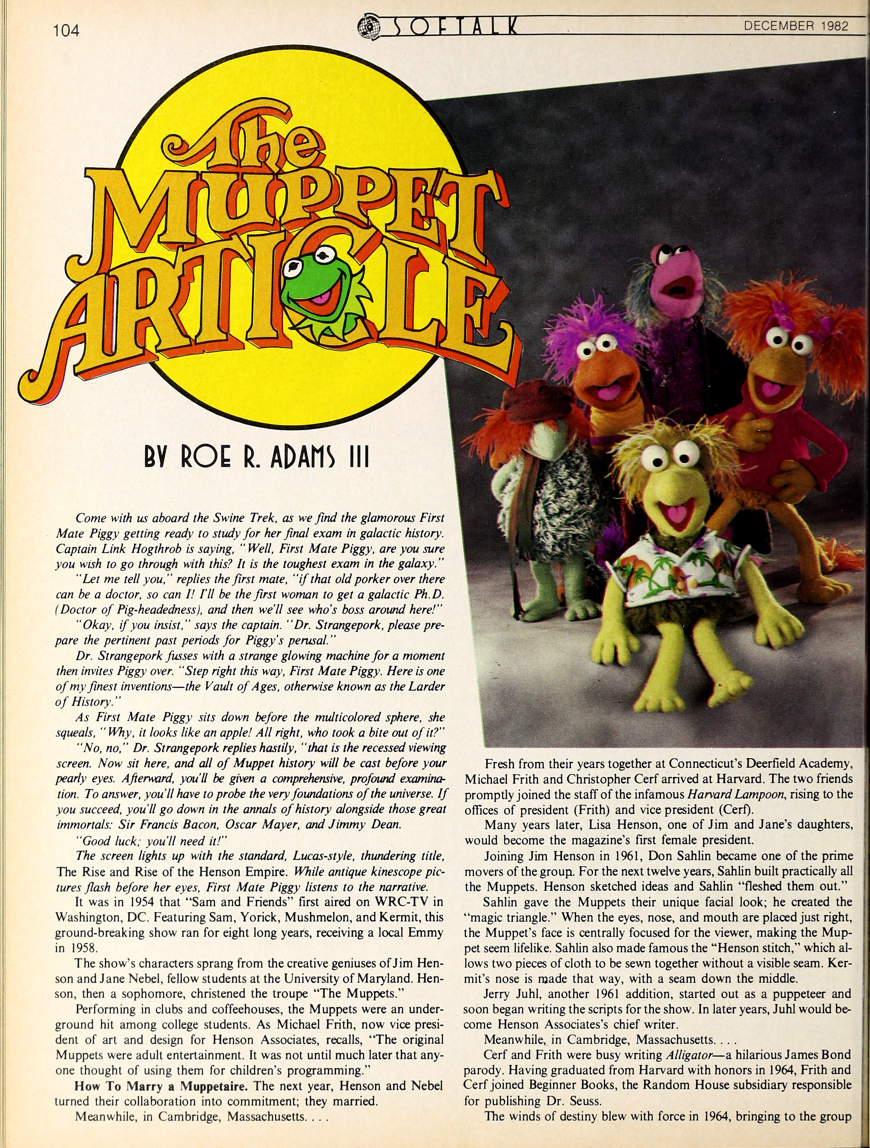 104
SOFTALK
DECEMBER 1982
The
MUPPET
ARTICLE
BY ROE R. ADAMS III
Come with us aboard the Swine Trek, as we find the glamorous First
Mate Piggy getting ready to study for her final exam in galactic history.
Captain Link Hogthrob is saying, "Well, First Mate Piggy, are you sure
you wish to go through with this? It is the toughest exam in the galaxy."
"Let me tell you," replies the first mate, "if that old porker over there
can be a doctor, so can I! I'll be the first woman to get a galactic Ph.D.
(Doctor of Pig-headedness), and then we'll see who's boss around here!"
"Okay, if you insist," says the captain. "Dr. Strangepork, please pre-
pare the pertinent past periods for Piggy's perusal."
Dr. Strangepork fusses with a strange glowing machine for a moment
then invites Piggy over. "Step right this way, First Mate Piggy. Here is one
of my finest inventions—the Vault of Ages, otherwise known as the Larder
of History."
As First Mate Piggy sits down before the multicolored sphere, she
squeals, "Why, it looks like an apple! All right, who took a bite out of it?"
"No, no," Dr. Strangepork replies hastily, "that is the recessed viewing
screen. Now sit here, and all of Muppet history will be cast before your
pearly eyes. Afterward, you'll be given a comprehensive, profound examina-
tion. To answer, you'll have to probe the very foundations of the universe. If
you succeed, you'll go down in the annals of history alongside those great
immortals: Sir Francis Bacon, Oscar Mayer, and Jimmy Dean.
"Good luck; you'll need it!"
The screen lights up with the standard, Lucas-style, thundering title,
The Rise and Rise of the Henson Empire. While antique kinescope pic-
tures flash before her eyes, First Mate Piggy listens to the narrative.
It was in 1954 that "Sam and Friends" first aired on WRC-TV in
Washington, DC. Featuring Sam, Yorick, Mushmelon, and Kermit, this
ground-breaking show ran for eight long years, receiving a local Emmy
in 1958.
The show's characters sprang from the creative geniuses of Jim Hen-
son and Jane Nebel, fellow students at the University of Maryland. Hen-
son, then a sophomore, christened the troupe "The Muppets."
Performing in clubs and coffeehouses, the Muppets were an under-
ground hit among college students. As Michael Frith, now vice presi-
dent of art and design for Henson Associates, recalls, "The original
Muppets were adult entertainment. It was not until much later that any-
one thought of using them for children's programming."
How To Marry a Muppetaire. The next year, Henson and Nebel
turned their collaboration into commitment; they married.
Meanwhile, in Cambridge, Massachusetts. . . .
Fresh from their years together at Connecticut's Deerfield Academy,
Michael Frith and Christopher Cerf arrived at Harvard. The two friends
promptly joined the staff of the infamous Harvard Lampoon, rising to the
offices of president (Frith) and vice president (Cerf).
Many years later, Lisa Henson, one of Jim and Jane's daughters,
would become the magazine's first female president.
Joining Jim Henson in 1961, Don Sahlin became one of the prime
movers of the group. For the next twelve years, Sahlin built practically all
the Muppets. Henson sketched ideas and Sahlin "fleshed them out."
Sahlin gave the Muppets their unique facial look; he created the
"magic triangle." When the eyes, nose, and mouth are placed just right,
the Muppet's face is centrally focused for the viewer, making the Mup-
pet seem lifelike. Sahlin also made famous the "Henson stitch," which al-
lows two pieces of cloth to be sewn together without a visible seam. Ker-
mit's nose is made that way, with a seam down the middle.
Jerry Juhl, another 1961 addition, started out as a puppeteer and
soon began writing the scripts for the show. In later years, Juhl would be-
come Henson Associates's chief writer.
Meanwhile, in Cambridge, Massachusetts. . . .
Cerf and Frith were busy writing Alligator—a hilarious James Bond
parody. Having graduated from Harvard with honors in 1964, Frith and
Cerf joined Beginner Books, the Random House subsidiary responsible
for publishing Dr. Seuss.
The winds of destiny blew with force in 1964, bringing to the group